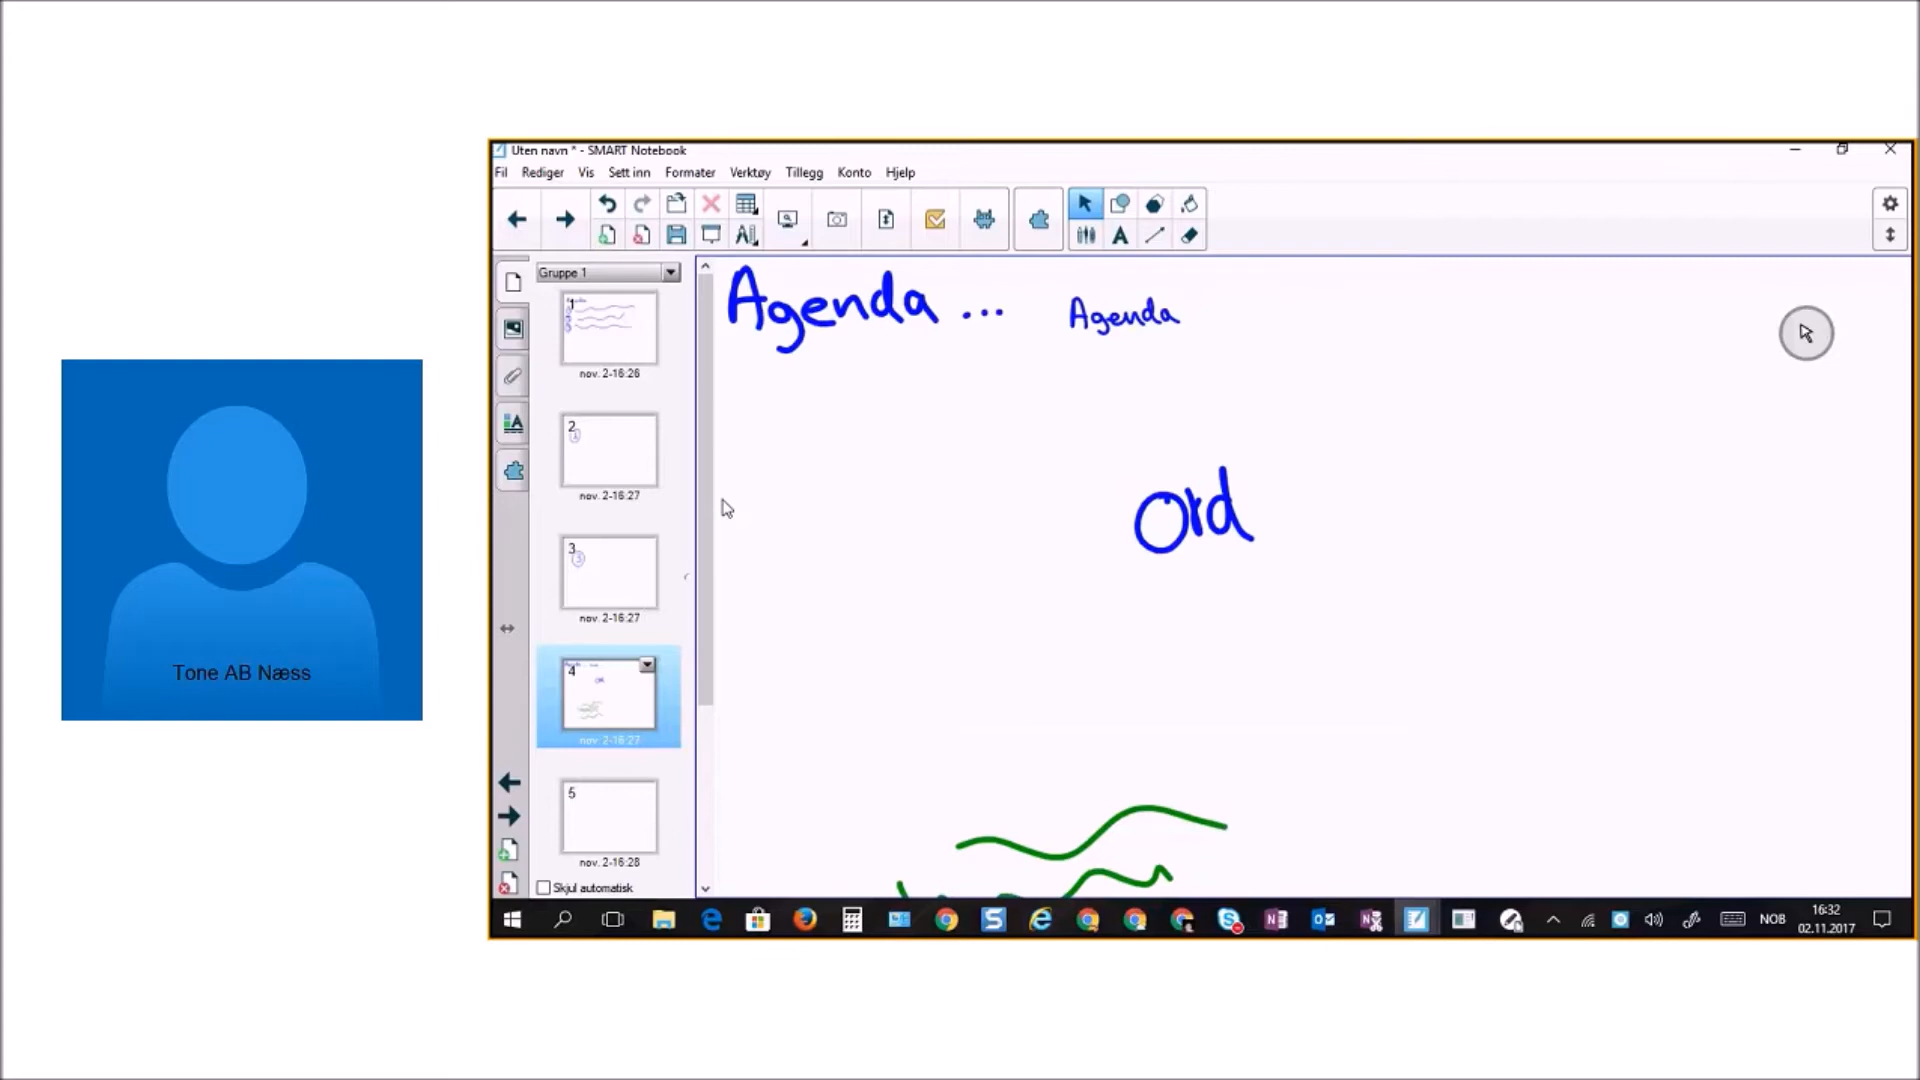 Uten navn * - SMART Notebook
Fil Rediger Vis Sett inn Formater Verktøy Tillegg Konto Hjelp
Gruppe 1
Agenda ... Agenda
1
nov. 2-16:26
2
1
nov. 2-16:27
Ord
3
3
nov. 2-16:27
4
nov. 2-16:27
Tone AB Næss
5
nov. 2-16:28
Skjul automatisk
NOB
16:32
02.11.2017